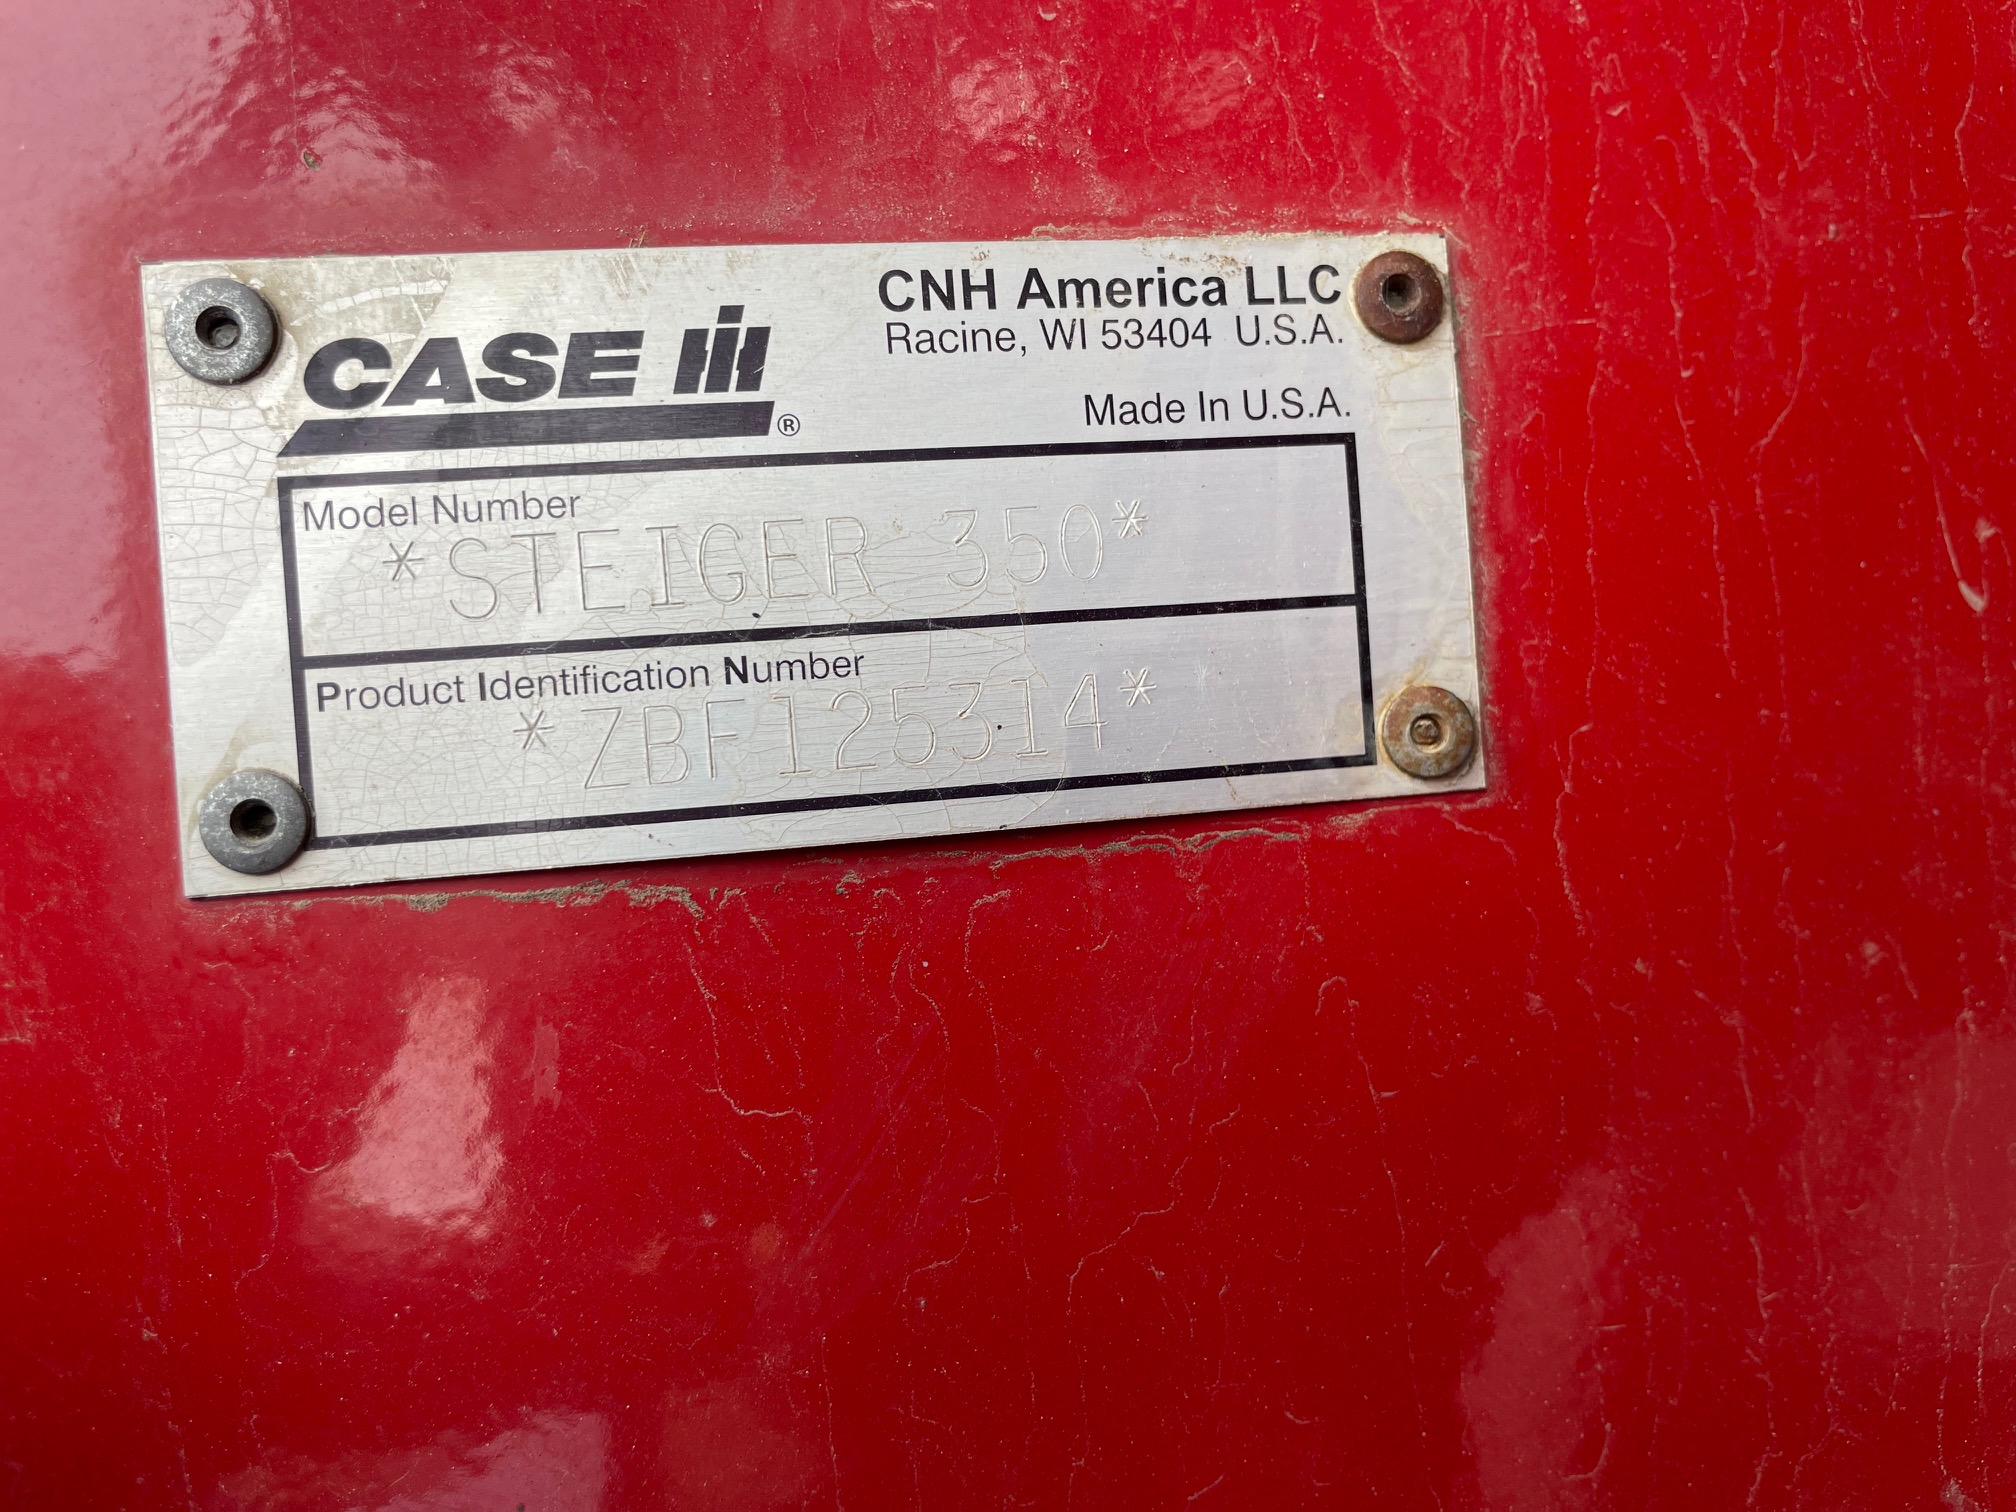 CASE IH ®
CNH America LLC
Racine, WI 53404 U.S.A.
Made In U.S.A.
Model Number
*STEIGER 350*
Product Identification Number
*ZBF125314*